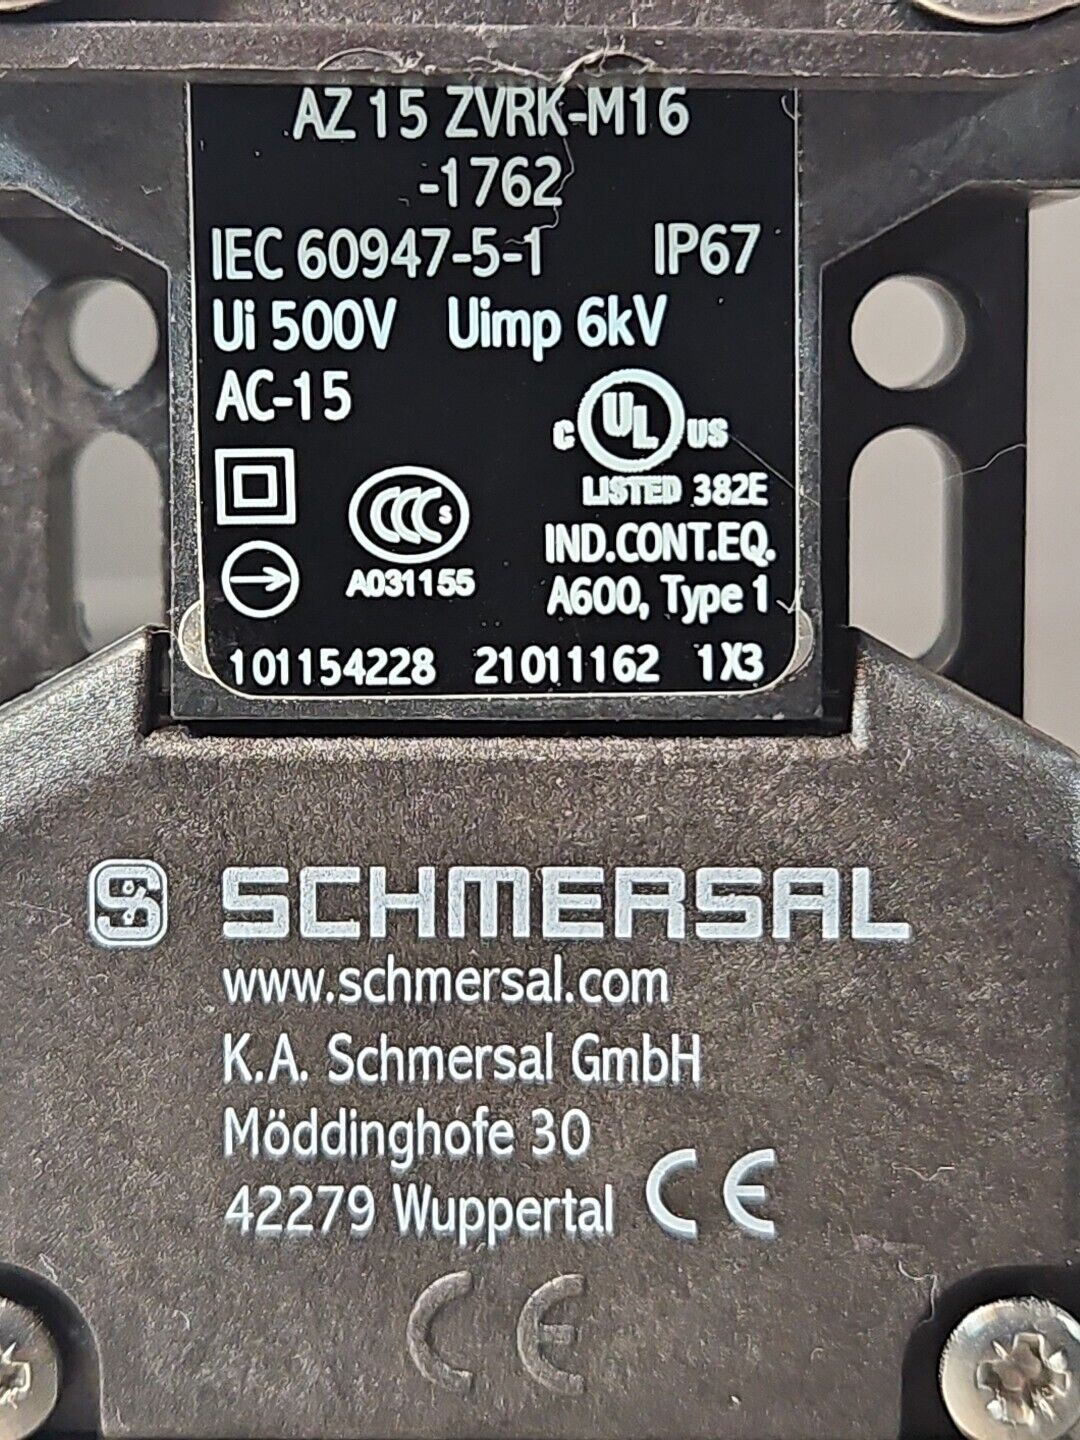 AZ 15 ZVRK-M16
-1762
IEC 60947-5-1 IP67
Ui 500V Uimp 6kV
AC-15
C UL US
LISTED 382E
CCC S
IND.CONT.EQ.
A031155
A600, Type 1
101154228 21011162 1X3
S SCHMERSAL
www.schmersal.com
K.A. Schmersal GmbH
Möddinghofe 30
42279 Wuppertal CE
CE